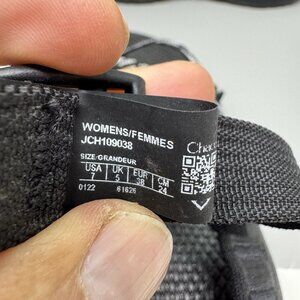 WOMENS/FEMMES
JCH109038
SIZE-GRANDEUR
USA UK EUR CM
7 5 38 24
0122 61626